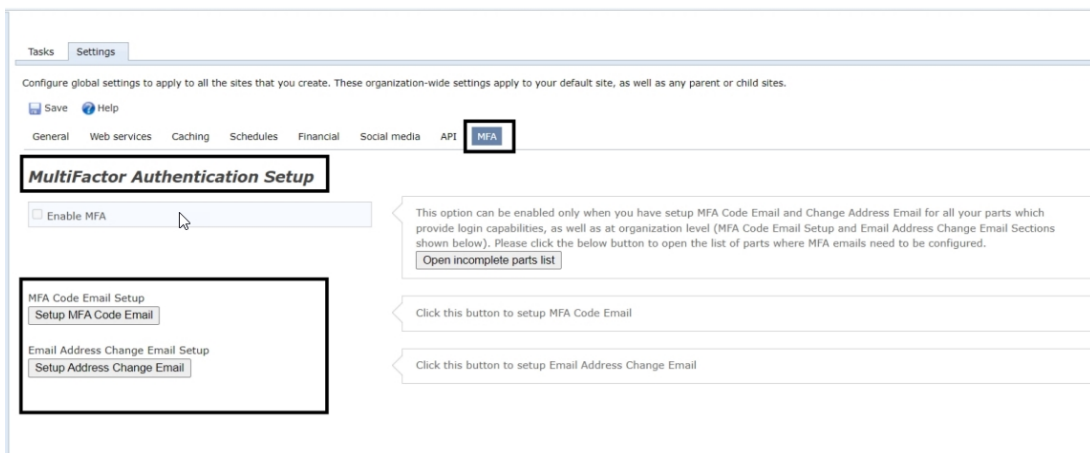 Tasks Settings
Configure global settings to apply to all the sites that you create. These organization-wide settings apply to your default site, as well as any parent or child sites.
Save Help
General Web services Caching Schedules Financial Social media API MFA
MultiFactor Authentication Setup
Enable MFA
This option can be enabled only when you have setup MFA Code Email and Change Address Email for all your parts which
provide login capabilities, as well as at organization level (MFA Code Email Setup and Email Address Change Email Sections
shown below). Please click the below button to open the list of parts where MFA emails need to be configured.
Open incomplete parts list
MFA Code Email Setup
Setup MFA Code Email
Click this button to setup MFA Code Email
Email Address Change Email Setup
Setup Address Change Email
Click this button to setup Email Address Change Email